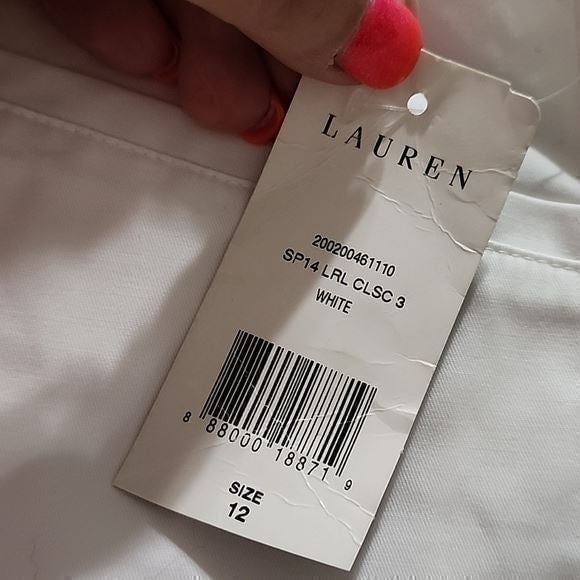 LAUREN
200200461110
SP14 LRL CLSC 3
WHITE
8 88000 18871 9
SIZE
12